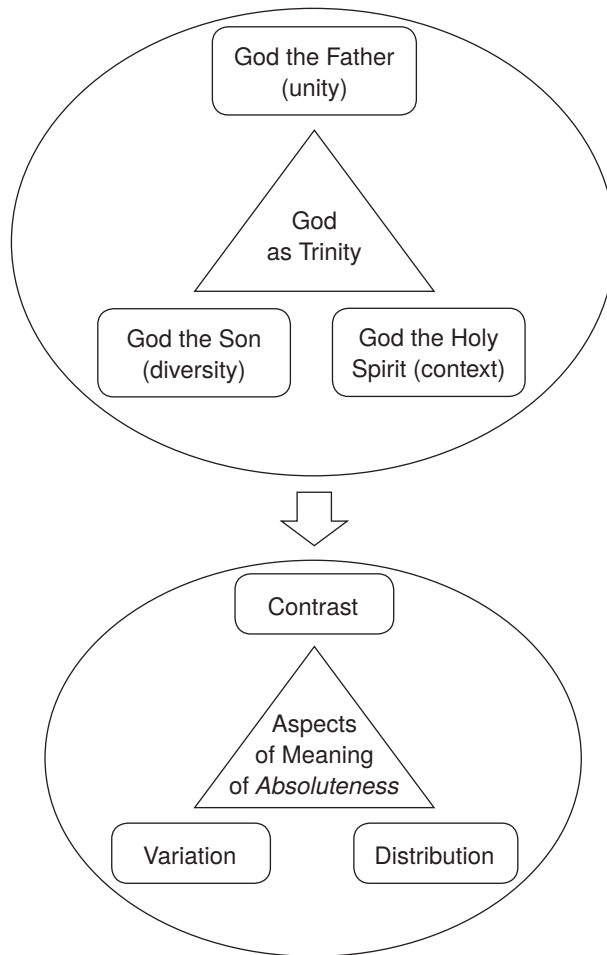 God the Father
(unity)
God
as Trinity
God the Son
(diversity)
God the Holy
Spirit (context)
Contrast
Aspects
of Meaning
of Absoluteness
Variation
Distribution